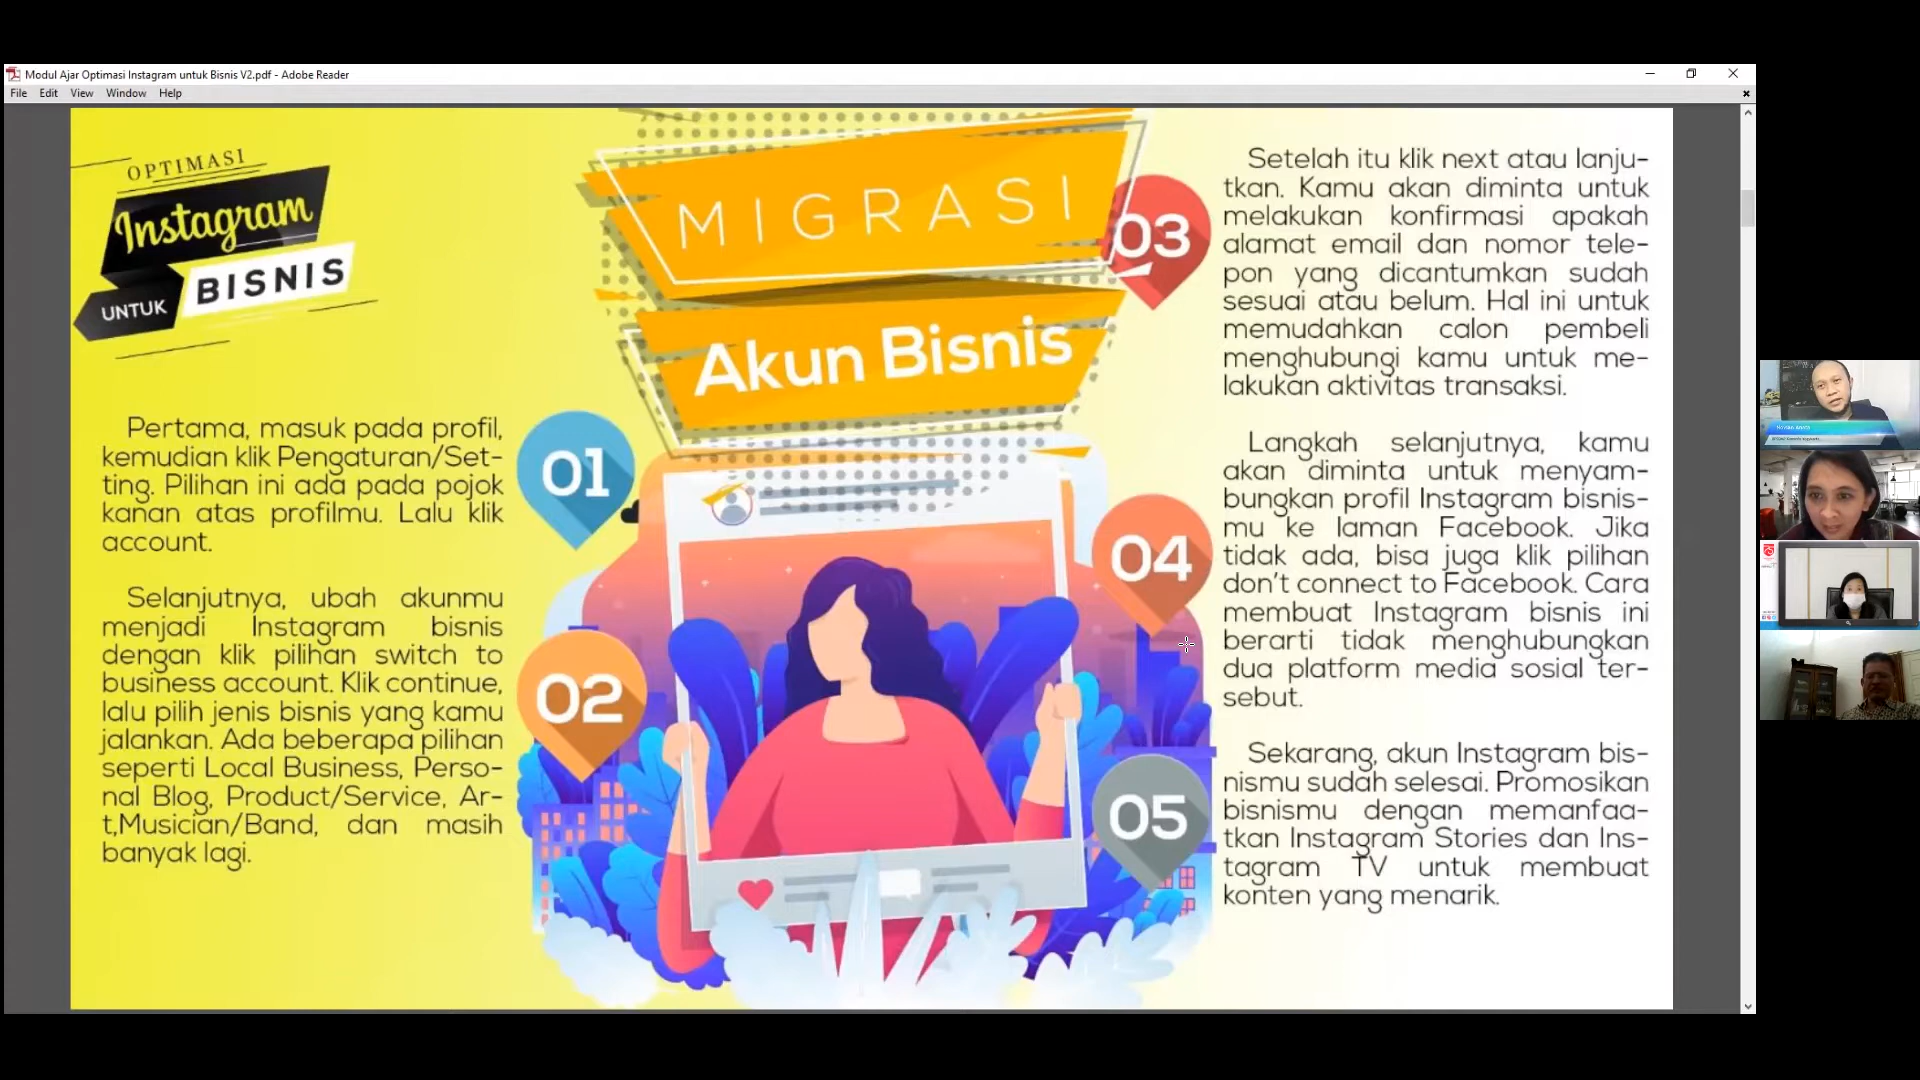 Modul Ajar Optimasi Instagram untuk Bisnis V2.pdf - Adobe Reader
File Edit View Window Help
OPTIMASI
Instagram
UNTUK BISNIS
MIGRASI
Akun Bisnis
01
Pertama, masuk pada profil,
kemudian klik Pengaturan/Set-
ting. Pilihan ini ada pada pojok
kanan atas profilmu. Lalu klik
account.
02
Selanjutnya, ubah akunmu
menjadi Instagram bisnis
dengan klik pilihan switch to
business account. Klik continue,
lalu pilih jenis bisnis yang kamu
jalankan. Ada beberapa pilihan
seperti Local Business, Perso-
nal Blog, Product/Service, Ar-
t,Musician/Band, dan masih
banyak lagi.
03
Setelah itu klik next atau lanju-
tkan. Kamu akan diminta untuk
melakukan konfirmasi apakah
alamat email dan nomor tele-
pon yang dicantumkan sudah
sesuai atau belum. Hal ini untuk
memudahkan calon pembeli
menghubungi kamu untuk me-
lakukan aktivitas transaksi.
04
Langkah selanjutnya, kamu
akan diminta untuk menyam-
bungkan profil Instagram bisnis-
mu ke laman Facebook. Jika
tidak ada, bisa juga klik pilihan
don't connect to Facebook. Cara
membuat Instagram bisnis ini
berarti tidak menghubungkan
dua platform media sosial ter-
sebut.
05
Sekarang, akun Instagram bis-
nismu sudah selesai. Promosikan
bisnismu dengan memanfaa-
tkan Instagram Stories dan Ins-
tagram TV untuk membuat
konten yang menarik.